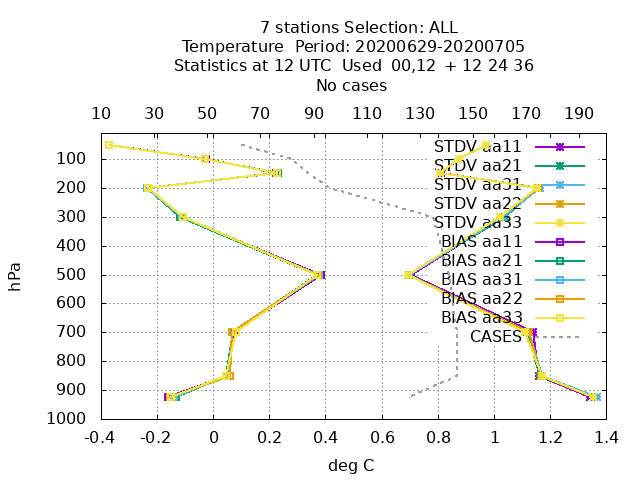 7 stations Selection: ALL
Temperature  Period: 20200629-20200705
Statistics at 12 UTC  Used  00,12  + 12 24 36
No cases
10 30 50 70 90 110 130 150 170 190
STDV aa11
100
STDV aa21
STDV aa31
200
STDV aa22
300
STDV aa33
400
BIAS aa11
BIAS aa21
500
BIAS aa31
600
BIAS aa22
BIAS aa33
700
CASES
800
900
1000
hPa
-0.4 -0.2 0 0.2 0.4 0.6 0.8 1 1.2 1.4
deg C